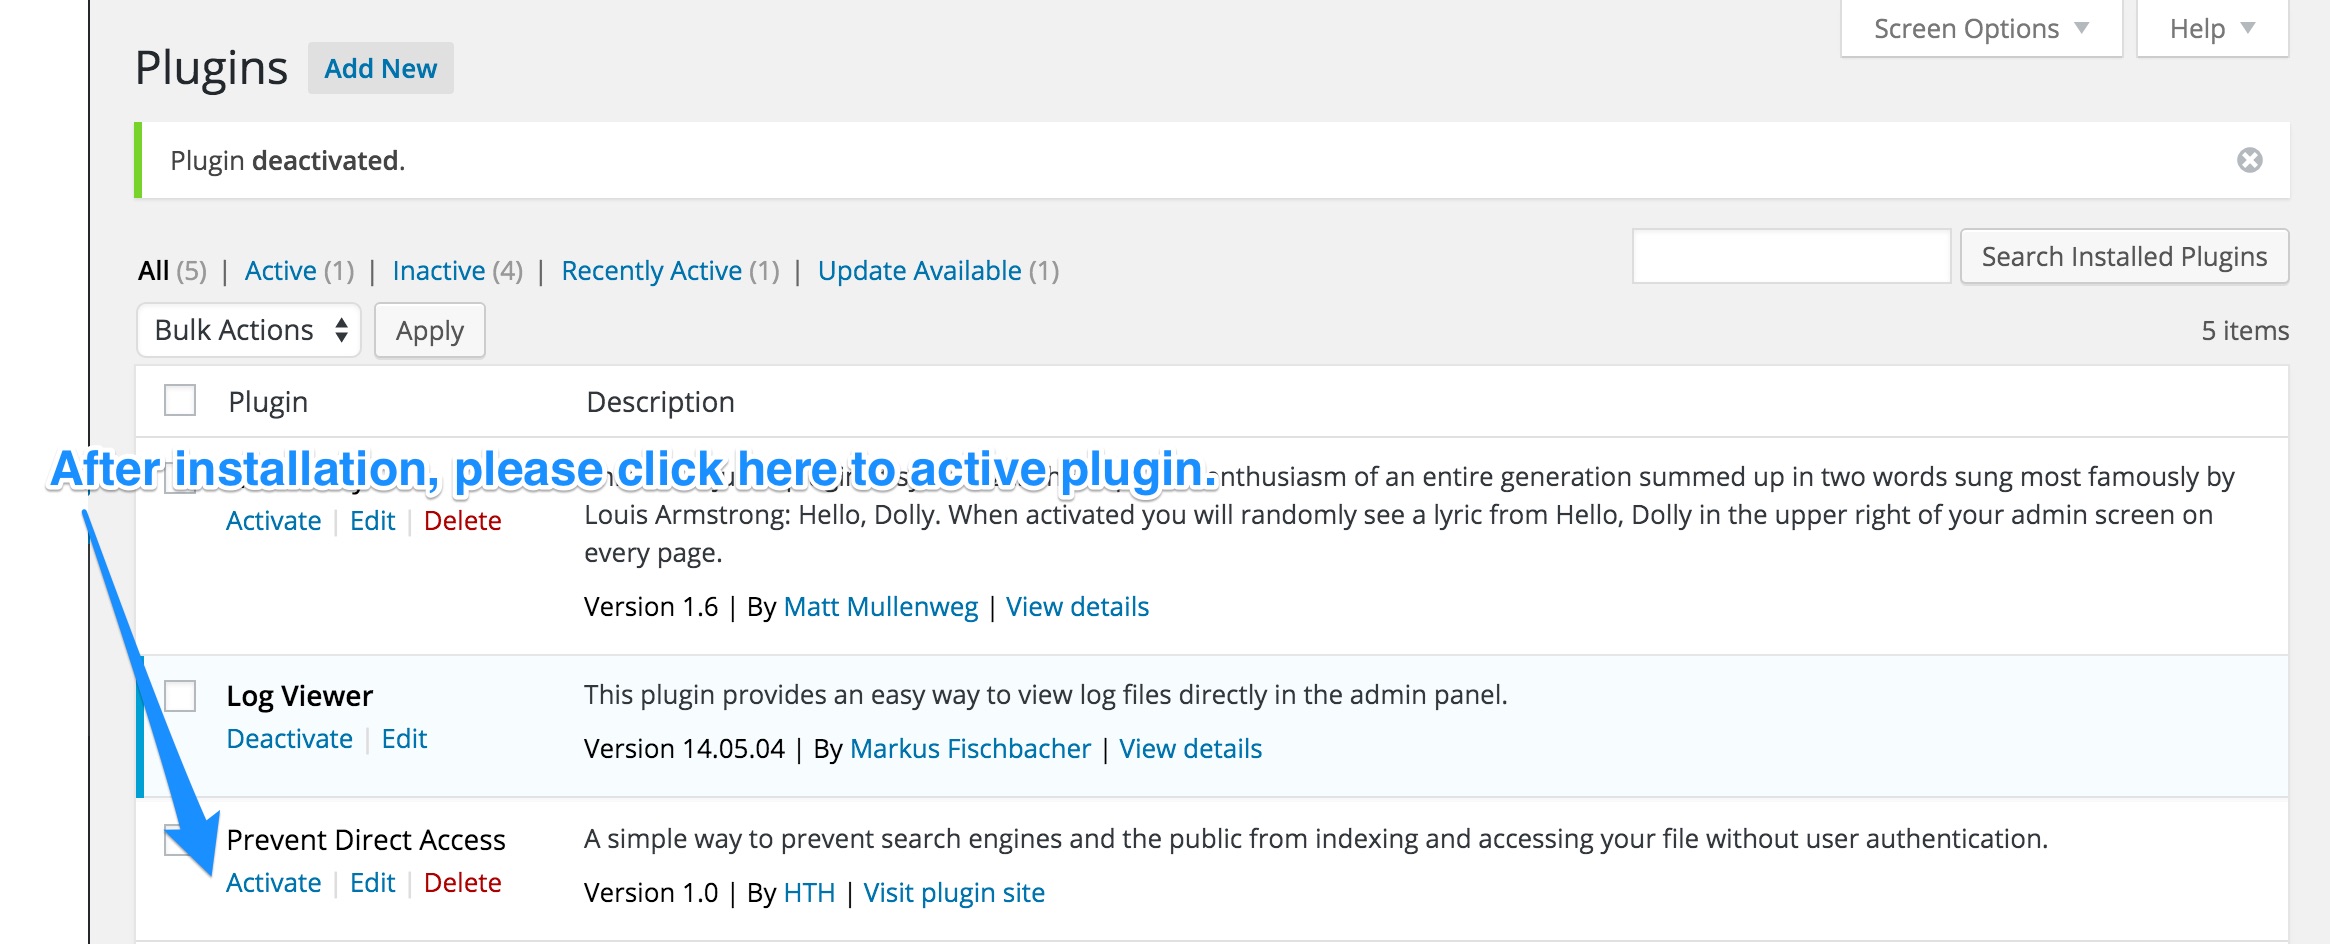 Screen Options Help
Plugins Add New
Plugin deactivated.
All (5) | Active (1) | Inactive (4) | Recently Active (1) | Update Available (1)
Search Installed Plugins
Bulk Actions Apply
5 items
Plugin Description
After installation, please click here to active plugin.
enthusiasm of an entire generation summed up in two words sung most famously by
Activate | Edit | Delete
Louis Armstrong: Hello, Dolly. When activated you will randomly see a lyric from Hello, Dolly in the upper right of your admin screen on
every page.
Version 1.6 | By Matt Mullenweg | View details
Log Viewer
This plugin provides an easy way to view log files directly in the admin panel.
Deactivate | Edit
Version 14.05.04 | By Markus Fischbacher | View details
Prevent Direct Access
A simple way to prevent search engines and the public from indexing and accessing your file without user authentication.
Activate | Edit | Delete
Version 1.0 | By HTH | Visit plugin site